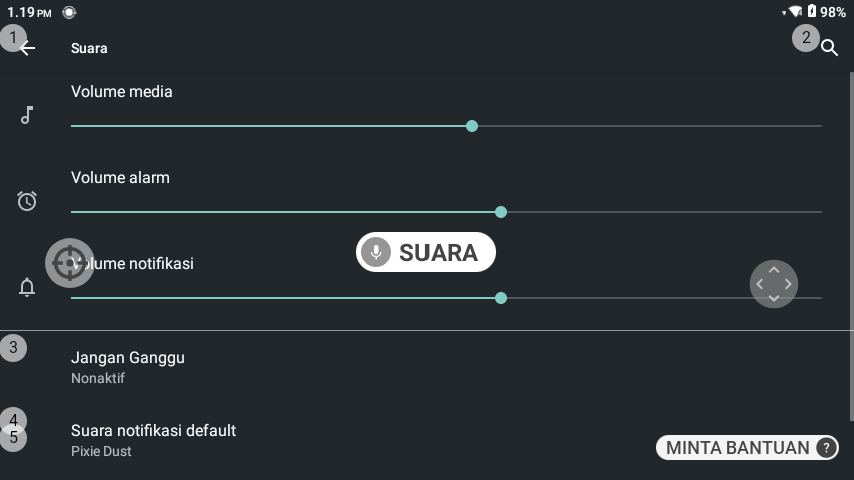 1.19 PM 98%
1 Suara 2
Volume media
Volume alarm
SUARA
Volume notifikasi
3
Jangan Ganggu
Nonaktif
4
5
Suara notifikasi default
Pixie Dust
MINTA BANTUAN ?